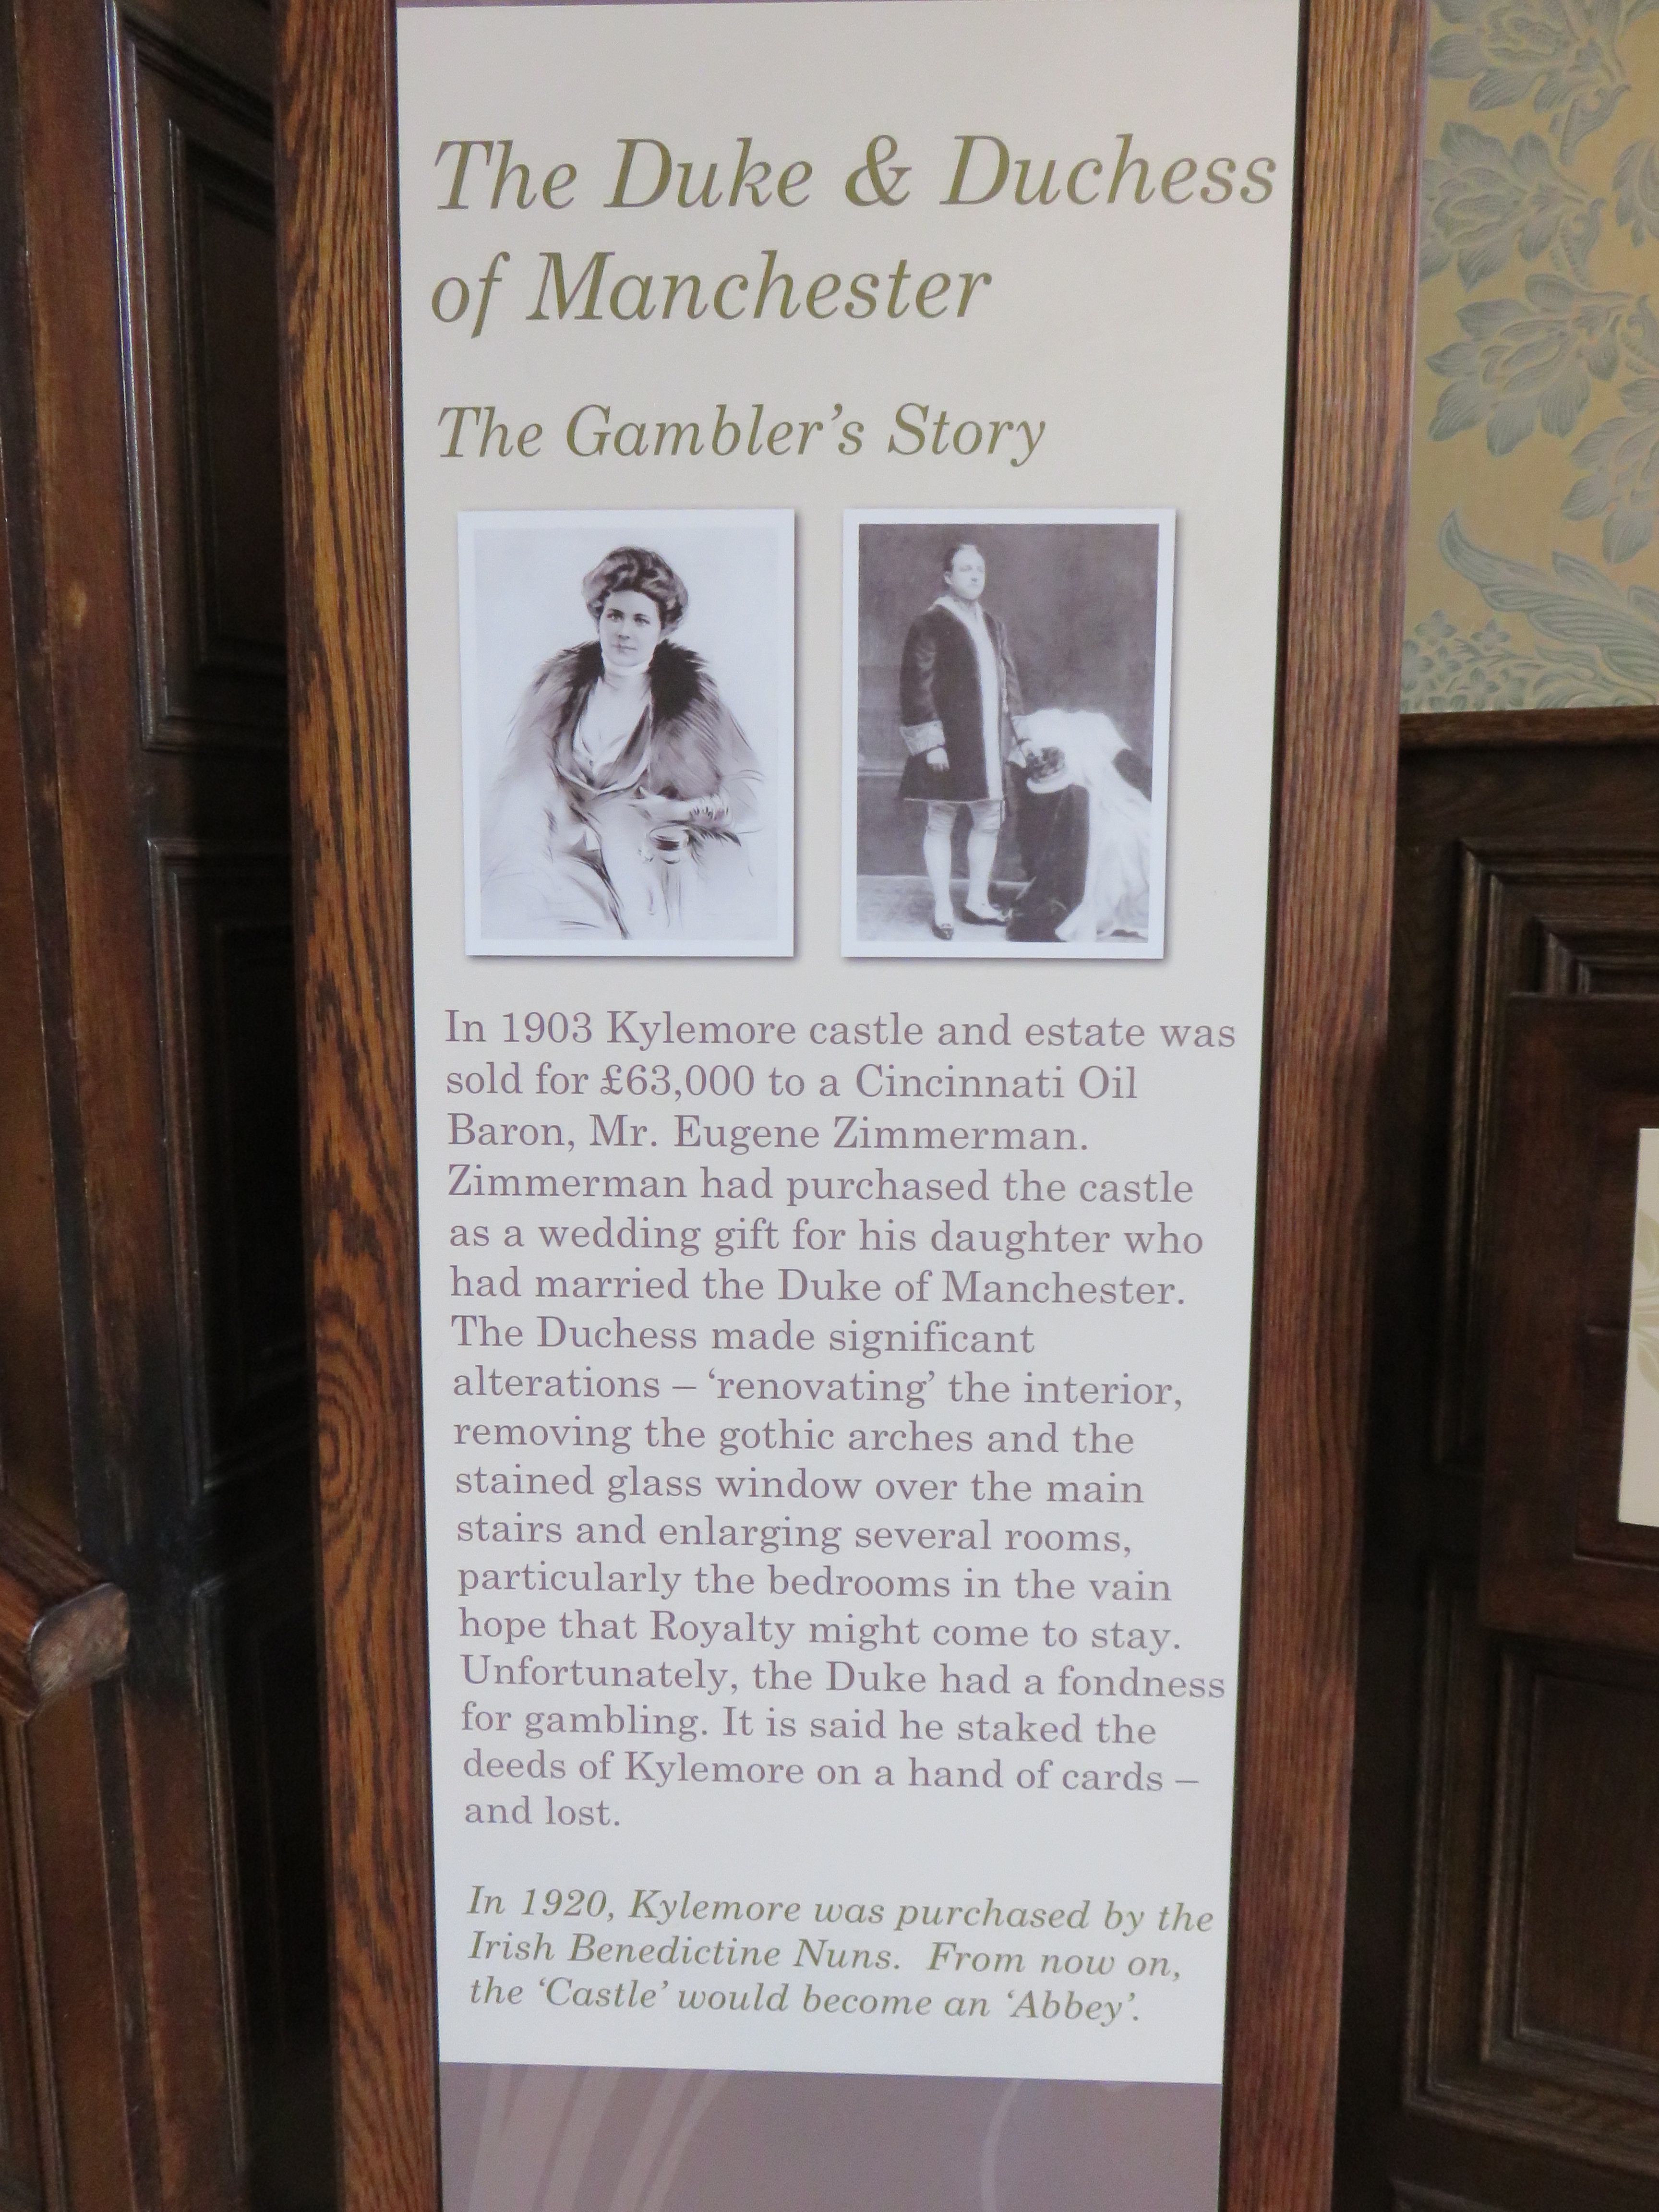 The Duke & Duchess
of Manchester
The Gambler’s Story
In 1903 Kylemore castle and estate was
sold for £63,000 to a Cincinnati Oil
Baron, Mr. Eugene Zimmerman.
Zimmerman had purchased the castle
as a wedding gift for his daughter who
had married the Duke of Manchester.
The Duchess made significant
alterations – ‘renovating’ the interior,
removing the gothic arches and the
stained glass window over the main
stairs and enlarging several rooms,
particularly the bedrooms in the vain
hope that Royalty might come to stay.
Unfortunately, the Duke had a fondness
for gambling. It is said he staked the
deeds of Kylemore on a hand of cards –
and lost.
In 1920, Kylemore was purchased by the
Irish Benedictine Nuns.  From now on,
the ‘Castle’ would become an ‘Abbey’.